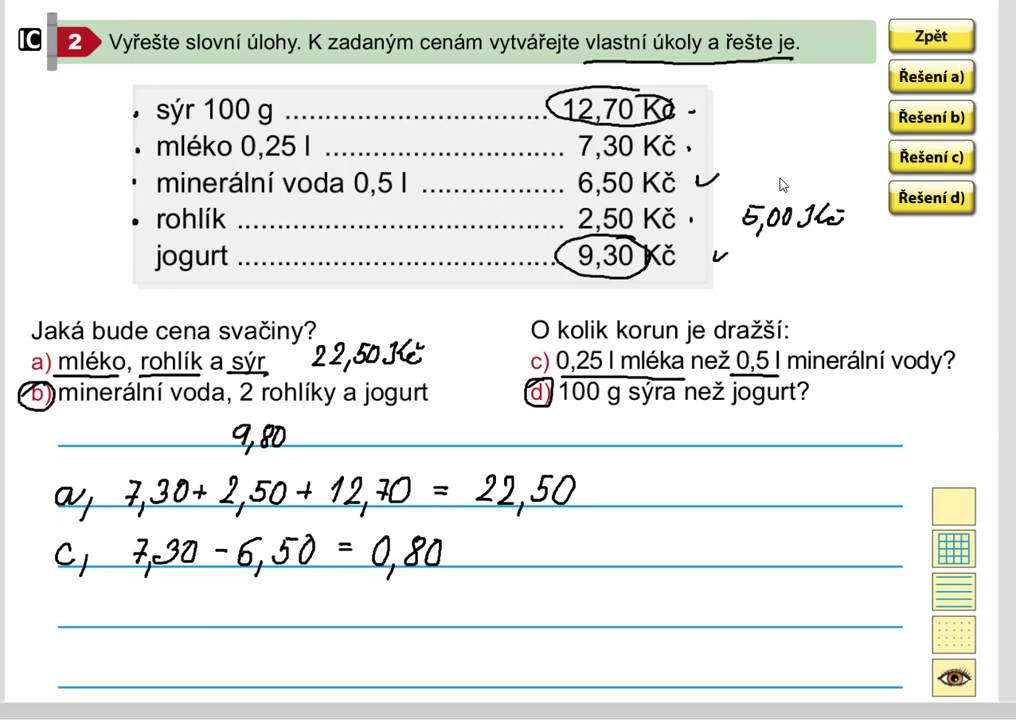 IC 2 Vyřešte slovní úlohy. K zadaným cenám vytvářejte vlastní úkoly a řešte je.
Zpět
Řešení a)
Řešení b)
Řešení c)
Řešení d)
sýr 100 g ................................. 12,70 Kč
mléko 0,25 l .............................. 7,30 Kč
minerální voda 0,5 l .................. 6,50 Kč
rohlík ......................................... 2,50 Kč
5,00 Kč
jogurt ........................................ 9,30 Kč
Jaká bude cena svačiny?
a) mléko, rohlík a sýr 22,50 Kč
b) minerální voda, 2 rohlíky a jogurt
O kolik korun je dražší:
c) 0,25 l mléka než 0,5 l minerální vody?
d) 100 g sýra než jogurt?
9,80
a, 7,30 + 2,50 + 12,70 = 22,50
c, 7,30 - 6,50 = 0,80